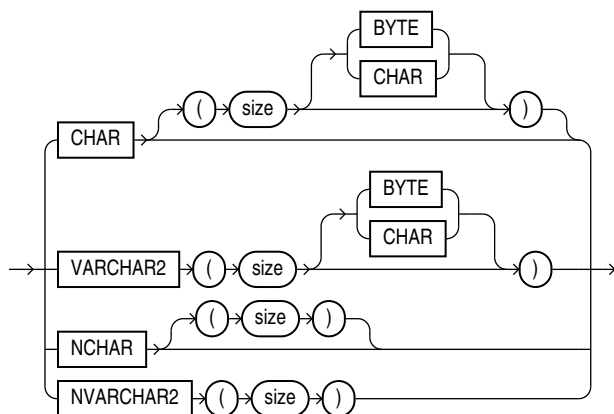 BYTE
CHAR
( size )
CHAR
BYTE
CHAR
VARCHAR2 ( size )
( size )
NCHAR
NVARCHAR2 ( size )